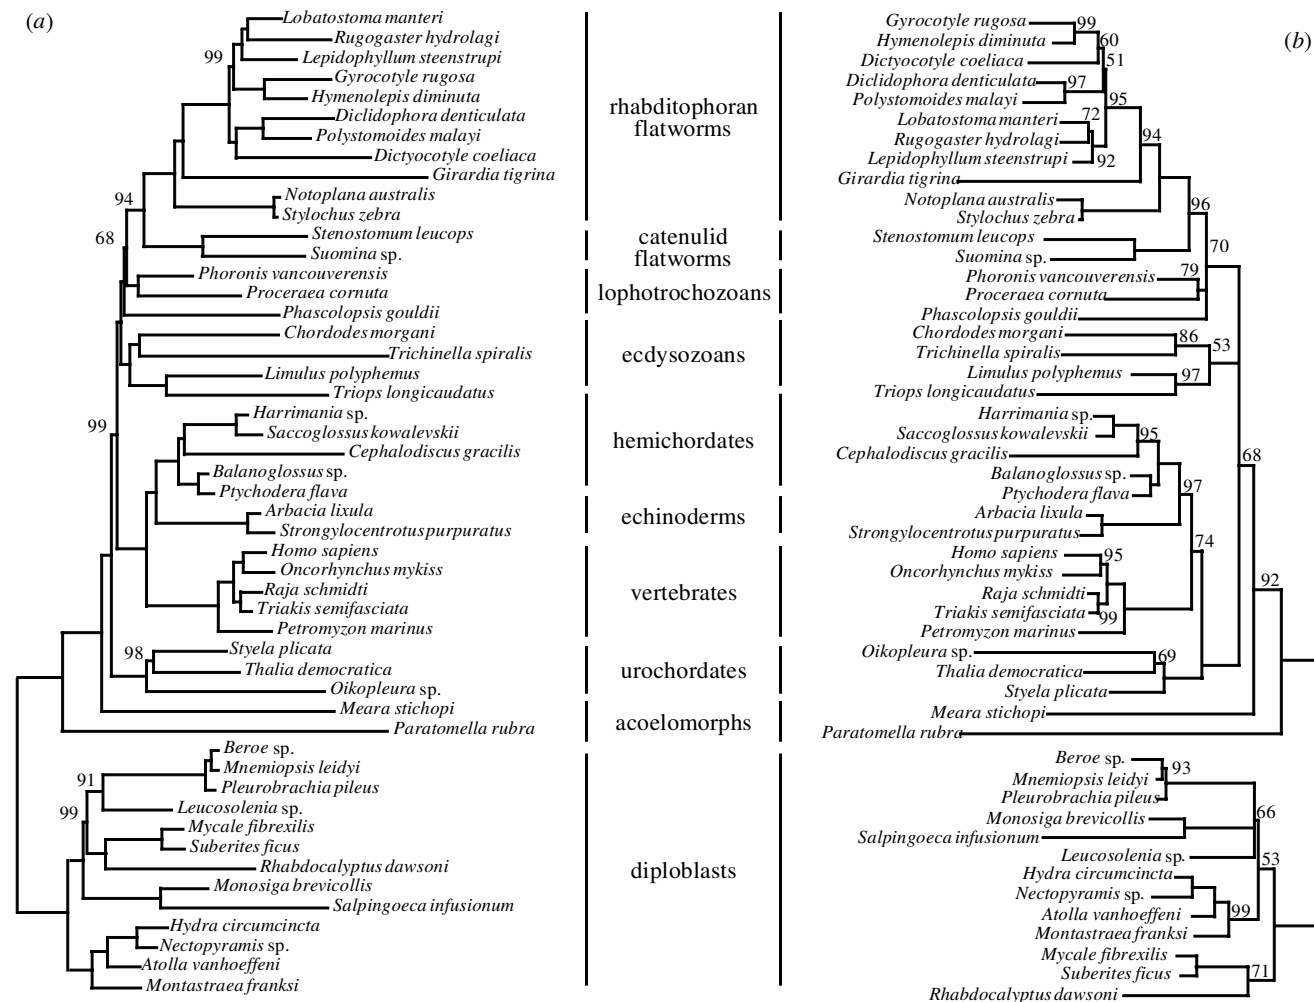 (a)
Lobatostoma manteri
Rugogaster hydrolagi
99
Lepidophyllum steenstrupi
Gyrocotyle rugosa
Hymenolepis diminuta
Diclidophora denticulata
Polystomoides malayi
Dictyocotyle coeliaca
Girardia tigrina
Notoplana australis
94
Stylochus zebra
68
Stenostomum leucops
Suomina sp.
Phoronis vancouverensis
Proceraea cornuta
Phascolopsis gouldii
Chordodes morgani
Trichinella spiralis
Limulus polyphemus
Triops longicaudatus
99
Harrimania sp.
Saccoglossus kowalevskii
Cephalodiscus gracilis
Balanoglossus sp.
Ptychodera flava
Arbacia lixula
Strongylocentrotus purpuratus
Homo sapiens
Oncorhynchus mykiss
Raja schmidti
Triakis semifasciata
Petromyzon marinus
98
Styela plicata
Thalia democratica
Oikopleura sp.
Meara stichopi
Paratomella rubra
Beroe sp.
Mnemiopsis leidyi
91
Pleurobrachia pileus
99
Leucosolenia sp.
Mycale fibrexilis
Suberites ficus
Rhabdocalyptus dawsoni
Monosiga brevicollis
Salpingoeca infusionum
Hydra circumcincta
Nectopyramis sp.
Atolla vanhoeffeni
Montastraea franksi
rhabditophoran
flatworms
catenulid
flatworms
lophotrochozoans
ecdysozoans
hemichordates
echinoderms
vertebrates
urochordates
acoelomorphs
diploblasts
(b)
Gyrocotyle rugosa
99
Hymenolepis diminuta
60
Dictyocotyle coeliaca
51
Diclidophora denticulata
97
Polystomoides malayi
95
Lobatostoma manteri
72
Rugogaster hydrolagi
94
Lepidophyllum steenstrupi
92
Girardia tigrina
Notoplana australis
96
Stylochus zebra
Stenostomum leucops
70
Suomina sp.
Phoronis vancouverensis
79
Proceraea cornuta
Phascolopsis gouldii
Chordodes morgani
86
53
Trichinella spiralis
Limulus polyphemus
97
Triops longicaudatus
Harrimania sp.
Saccoglossus kowalevskii
95
Cephalodiscus gracilis
68
Balanoglossus sp.
97
Ptychodera flava
Arbacia lixula
Strongylocentrotus purpuratus
74
Homo sapiens
95
Oncorhynchus mykiss
92
Raja schmidti
Triakis semifasciata
99
Petromyzon marinus
Oikopleura sp.
69
Thalia democratica
Styela plicata
Meara stichopi
Paratomella rubra
Beroe sp.
93
Mnemiopsis leidyi
Pleurobrachia pileus
66
Monosiga brevicollis
Salpingoeca infusionum
Leucosolenia sp.
53
Hydra circumcincta
Nectopyramis sp.
Atolla vanhoeffeni
99
Montastraea franksi
Mycale fibrexilis
Suberites ficus
71
Rhabdocalyptus dawsoni